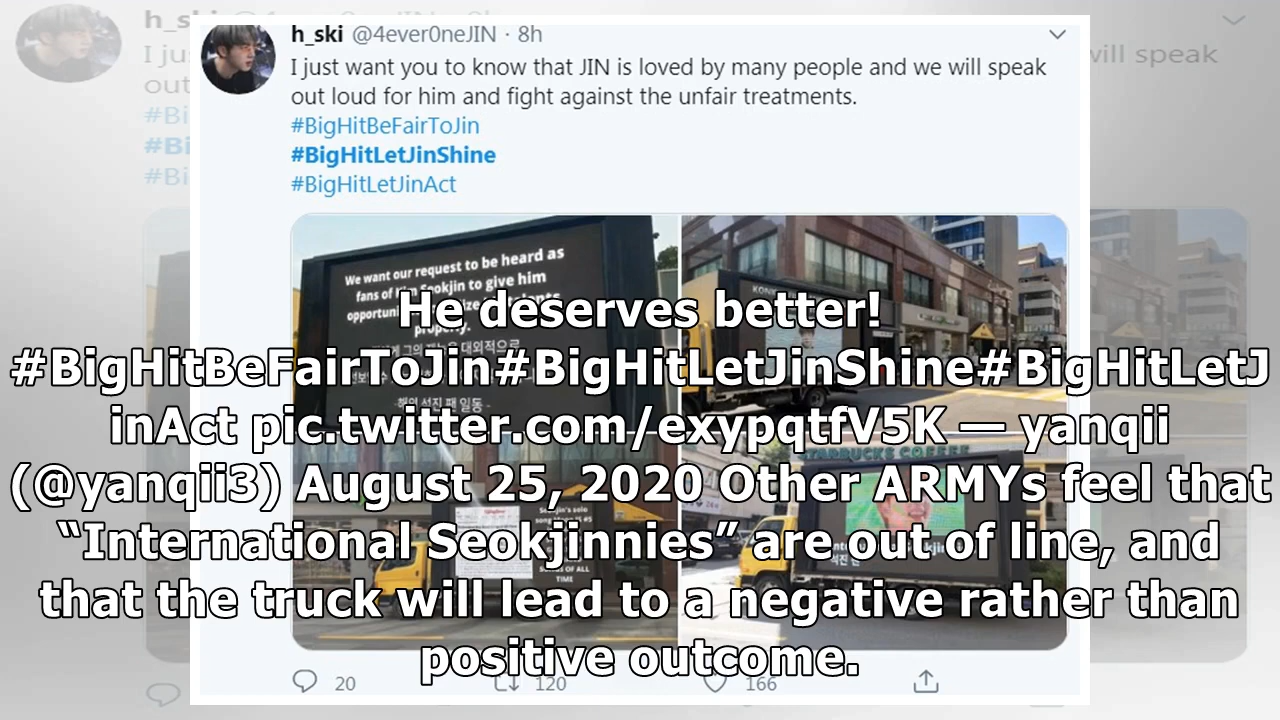 h_ski @4ever0neJIN · 8h
I just want you to know that JIN is loved by many people and we will speak
out loud for him and fight against the unfair treatments.
#BigHitBeFairToJin
#BigHitLetJinShine
#BigHitLetJinAct
We want our request to be heard as
fans of Kim Seokjin to give him
He deserves better!
#BigHitBeFairToJin#BigHitLetJinShine#BigHitLetJ
inAct pic.twitter.com/exypqtfV5K — yanqii
(@yanqii3) August 25, 2020 Other ARMYs feel that
“International Seokjinnies” are out of line, and
that the truck will lead to a negative rather than
positive outcome.
STARBUCKS COFFEE
20 120 166